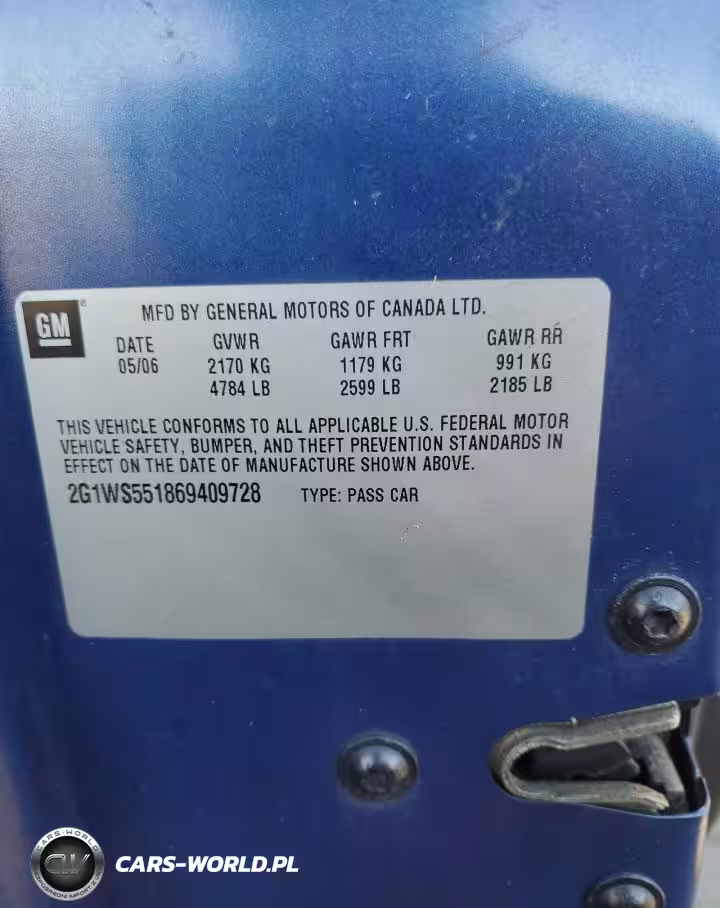 GM
®
MFD BY GENERAL MOTORS OF CANADA LTD.
DATE GVWR GAWR FRT GAWR RR
05/06 2170 KG 1179 KG 991 KG
4784 LB 2599 LB 2185 LB
THIS VEHICLE CONFORMS TO ALL APPLICABLE U.S. FEDERAL MOTOR
VEHICLE SAFETY, BUMPER, AND THEFT PREVENTION STANDARDS IN
EFFECT ON THE DATE OF MANUFACTURE SHOWN ABOVE.
2G1WS551869409728 TYPE: PASS CAR
CARS-WORLD
CW
CARS-WORLD.PL